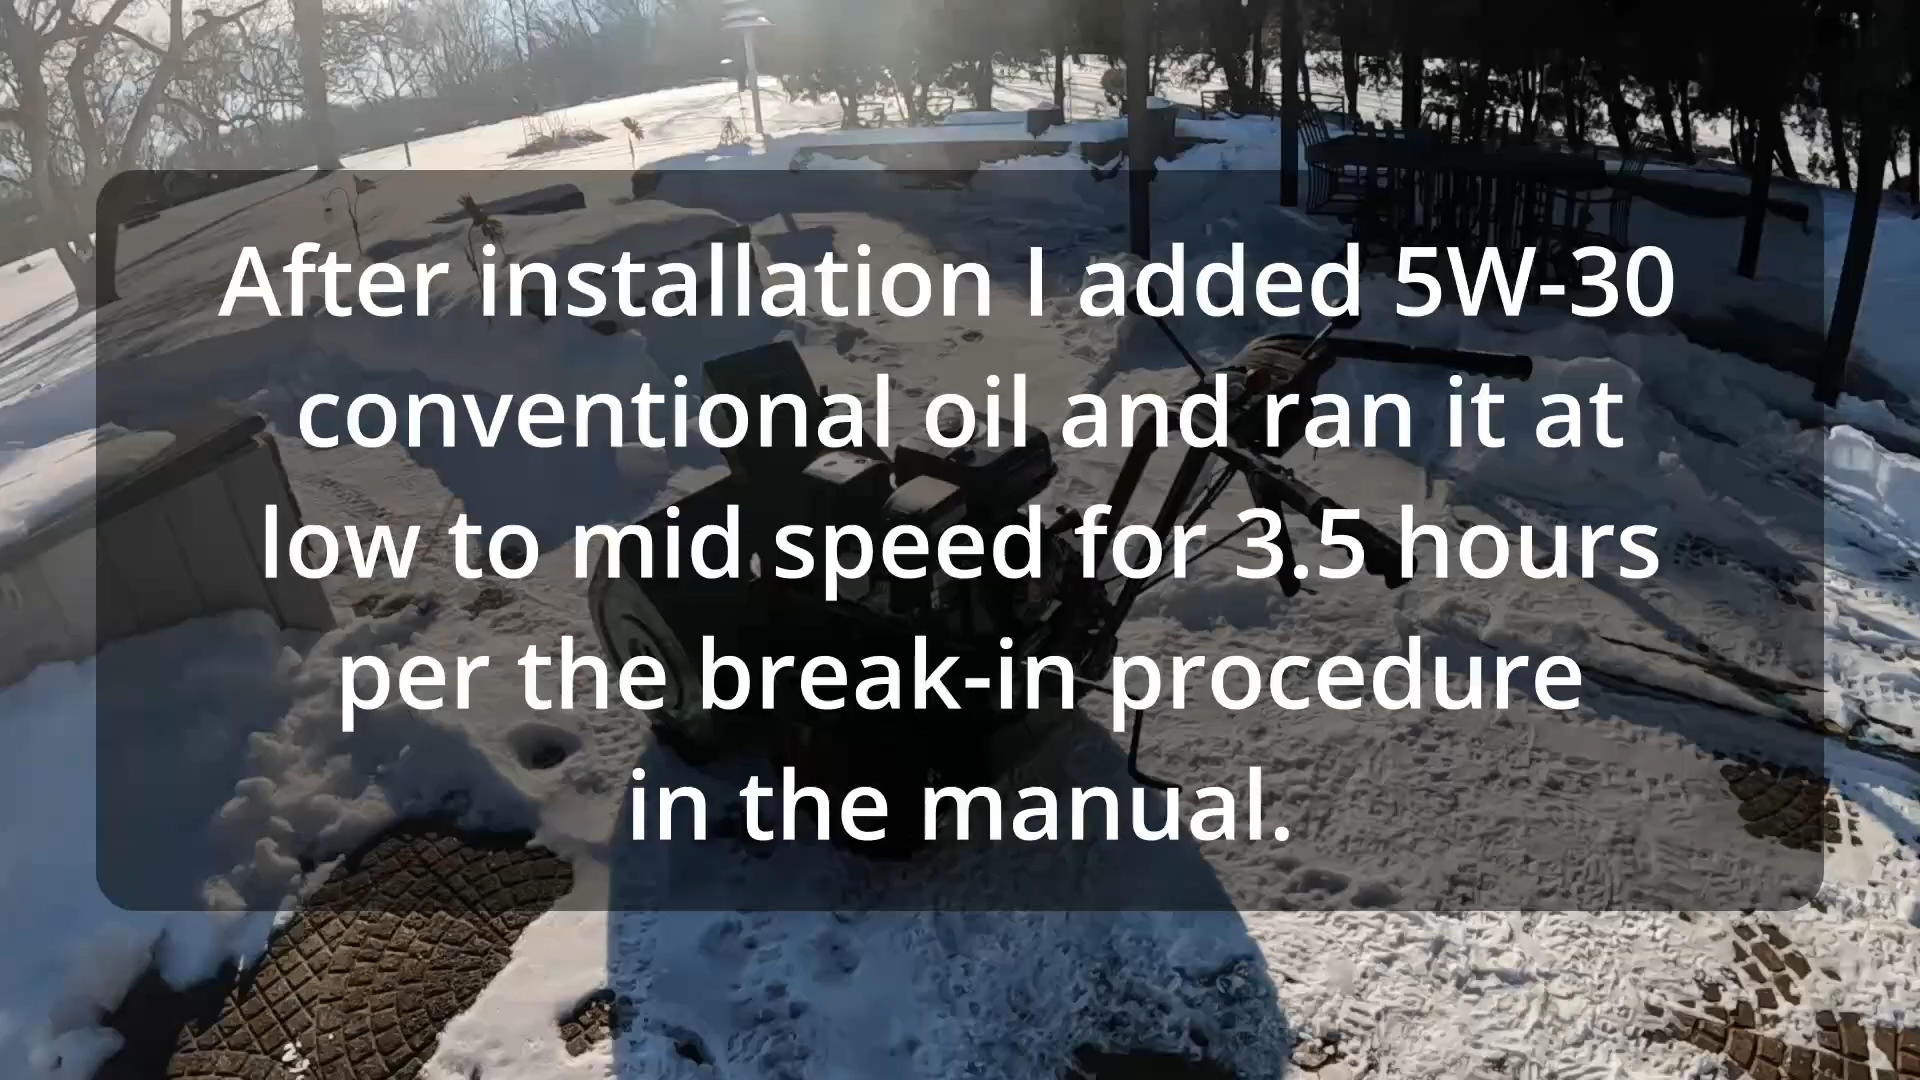 After installation I added 5W-30
conventional oil and ran it at
low to mid speed for 3.5 hours
per the break-in procedure
in the manual.